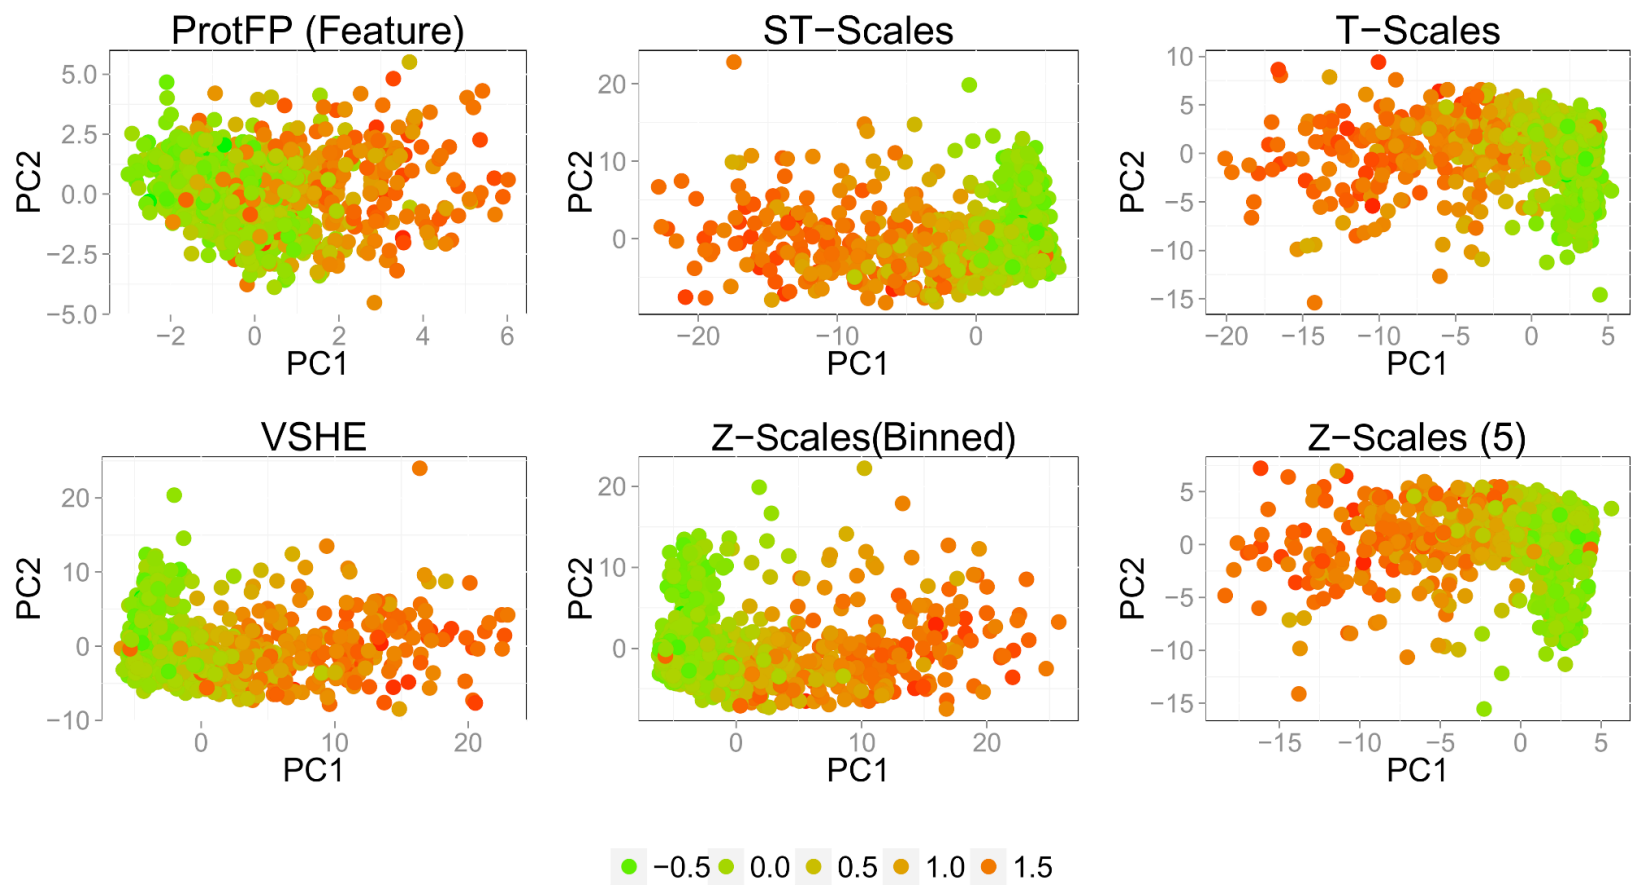 ProtFP (Feature)
ST−Scales
T−Scales
5.0
2.5
0.0
−2.5
−5.0
PC2
−2 0 2 4 6
PC1
20
10
0
PC2
−20 −10 0
PC1
10
5
0
−5
−10
−15
PC2
−20 −15 −10 −5 0 5
PC1
VSHE
Z−Scales(Binned)
Z−Scales (5)
20
10
0
−10
PC2
0 10 20
PC1
20
10
0
PC2
0 10 20
PC1
5
0
−5
−10
−15
PC2
−15 −10 −5 0 5
PC1
−0.5 0.0 0.5 1.0 1.5